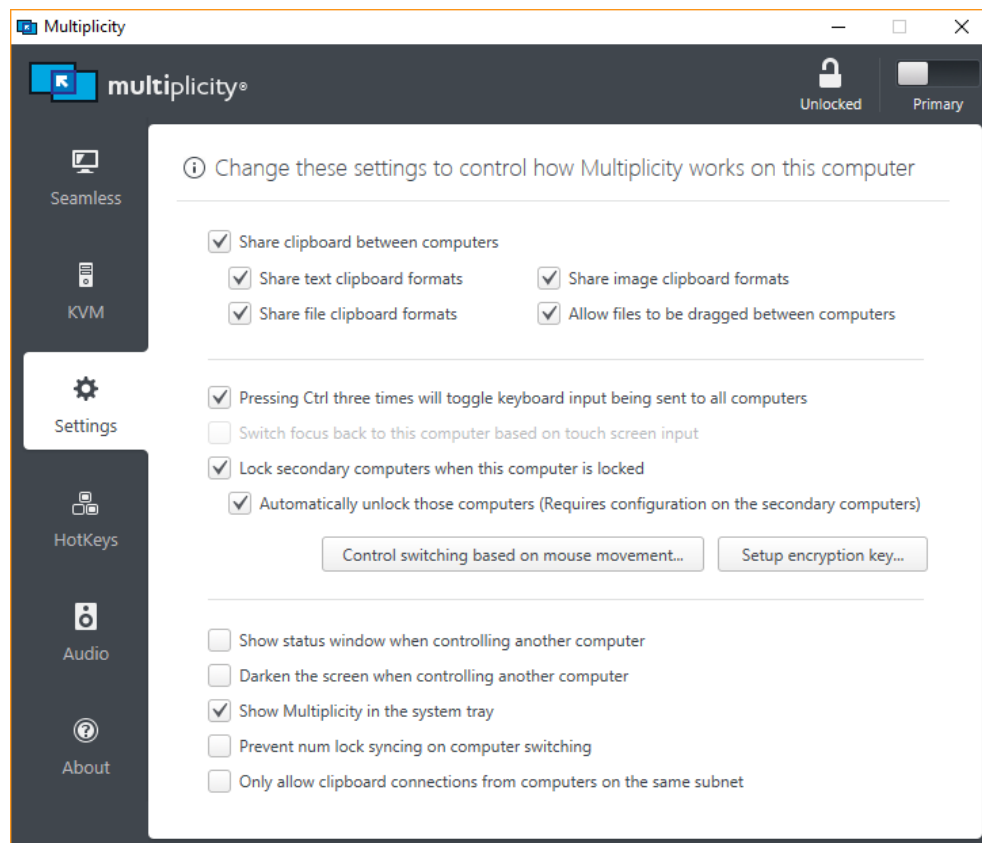 Multiplicity
multiplicity®
Unlocked
Primary
Seamless
KVM
Settings
HotKeys
Audio
About
Change these settings to control how Multiplicity works on this computer
Share clipboard between computers
Share text clipboard formats
Share image clipboard formats
Share file clipboard formats
Allow files to be dragged between computers
Pressing Ctrl three times will toggle keyboard input being sent to all computers
Switch focus back to this computer based on touch screen input
Lock secondary computers when this computer is locked
Automatically unlock those computers (Requires configuration on the secondary computers)
Control switching based on mouse movement...
Setup encryption key...
Show status window when controlling another computer
Darken the screen when controlling another computer
Show Multiplicity in the system tray
Prevent num lock syncing on computer switching
Only allow clipboard connections from computers on the same subnet